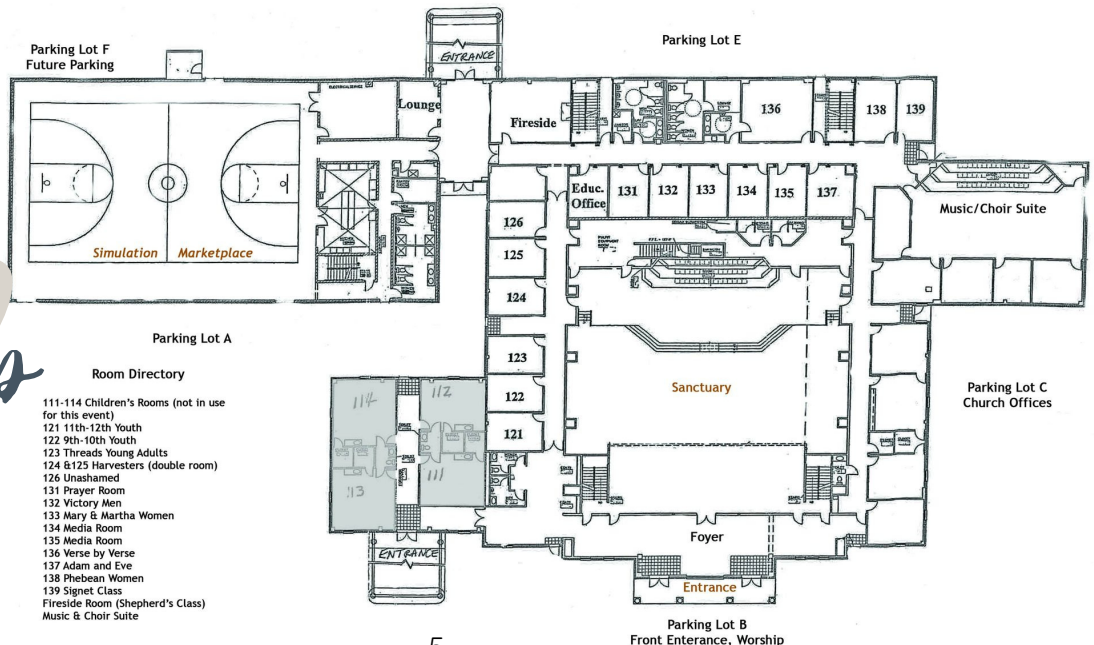 Parking Lot F
Future Parking
Parking Lot E
ENTRANCE
ELECTRICAL SERVICE
Lounge
Fireside
136
138
139
Educ.
Office
131
132
133
134
135
137
Music/Choir Suite
126
125
124
123
122
121
Simulation Marketplace
Sanctuary
Parking Lot A
Parking Lot C
Church Offices
114
112
113
111
ENTRANCE
Foyer
Entrance
Parking Lot B
Front Enterance, Worship
Room Directory
111-114 Children's Rooms (not in use
for this event)
121 11th-12th Youth
122 9th-10th Youth
123 Threads Young Adults
124 &125 Harvesters (double room)
126 Unashamed
131 Prayer Room
132 Victory Men
133 Mary & Martha Women
134 Media Room
135 Media Room
136 Verse by Verse
137 Adam and Eve
138 Phebean Women
139 Signet Class
Fireside Room (Shepherd's Class)
Music & Choir Suite
5